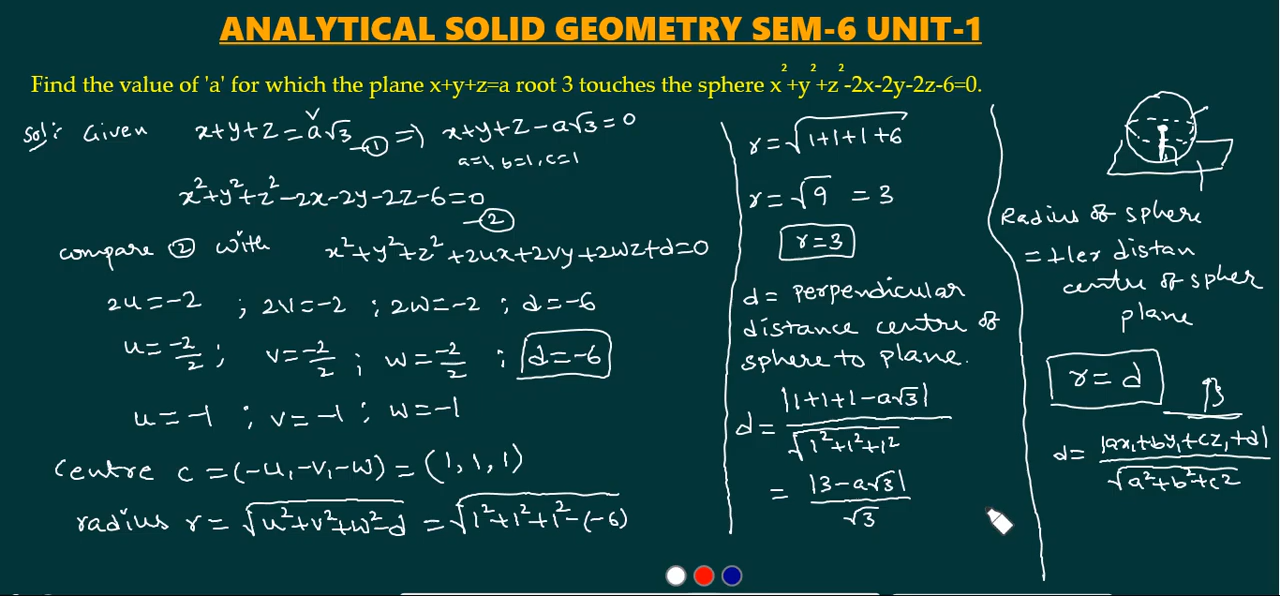 ANALYTICAL SOLID GEOMETRY SEM-6 UNIT-1
Find the value of 'a' for which the plane x+y+z=a root 3 touches the sphere x²+y²+z²-2x-2y-2z-6=0.
Sol:- Given x+y+z = a√3 —① => x+y+z-a√3=0
a=1, b=1, c=1
x²+y²+z²-2x-2y-2z-6=0 —②
compare ② with x²+y²+z²+2ux+2vy+2wz+d=0
2u=-2 ; 2v=-2 ; 2w=-2 ; d=-6
u=-2/2 ; v=-2/2 ; w=-2/2 ; d=-6
u=-1 ; v=-1 ; w=-1
Centre c = (-u,-v,-w) = (1,1,1)
radius r = √u²+v²+w²-d = √1²+1²+1²-(-6)
r=√1+1+1+6
r=√9 = 3
r=3
d= perpendicular
distance centre of
sphere to plane.
d= |1+1+1-a√3| / √1²+1²+1²
= |3-a√3| / √3
Radius of sphere
= +ler distan
centre of spher
plane
r=d
d= |ax₁+by₁+cz₁+d| / √a²+b²+c²